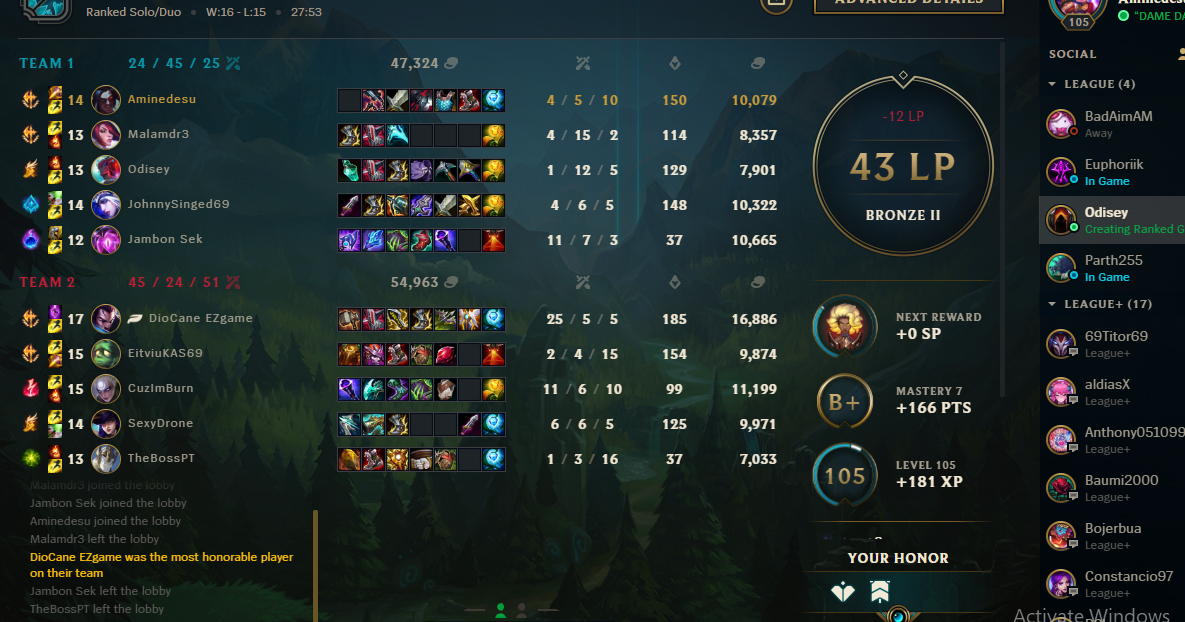 Ranked Solo/Duo • W:16 - L:15 • 27:53
ADVANCED DETAILS
TEAM 1 24 / 45 / 25 47,324
14 Aminedesu 4 / 5 / 10 150 10,079
13 Malamdr3 4 / 15 / 2 114 8,357
13 Odisey 1 / 12 / 5 129 7,901
14 JohnnySinged69 4 / 6 / 5 148 10,322
12 Jambon Sek 11 / 7 / 3 37 10,665
TEAM 2 45 / 24 / 51 54,963
17 DioCane EZgame 25 / 5 / 5 185 16,886
15 EitviuKAS69 2 / 4 / 15 154 9,874
15 CuzImBurn 11 / 6 / 10 99 11,199
14 SexyDrone 6 / 6 / 5 125 9,971
13 TheBossPT 1 / 3 / 16 37 7,033
Malamdr3 joined the lobby
Jambon Sek joined the lobby
Aminedesu joined the lobby
Malamdr3 left the lobby
DioCane EZgame was the most honorable player
on their team
Jambon Sek left the lobby
TheBossPT left the lobby
-12 LP
43 LP
BRONZE II
NEXT REWARD
+0 SP
B+
MASTERY 7
+166 PTS
105
LEVEL 105
+181 XP
YOUR HONOR
105
"DAME DA
SOCIAL
LEAGUE (4)
BadAimAM
Away
Euphoriik
In Game
Odisey
Creating Ranked G
Parth255
In Game
LEAGUE+ (17)
69Titor69
League+
aldiasX
League+
Anthony051099
League+
Baumi2000
League+
Bojerbua
League+
Constancio97
League+
Activate Windows